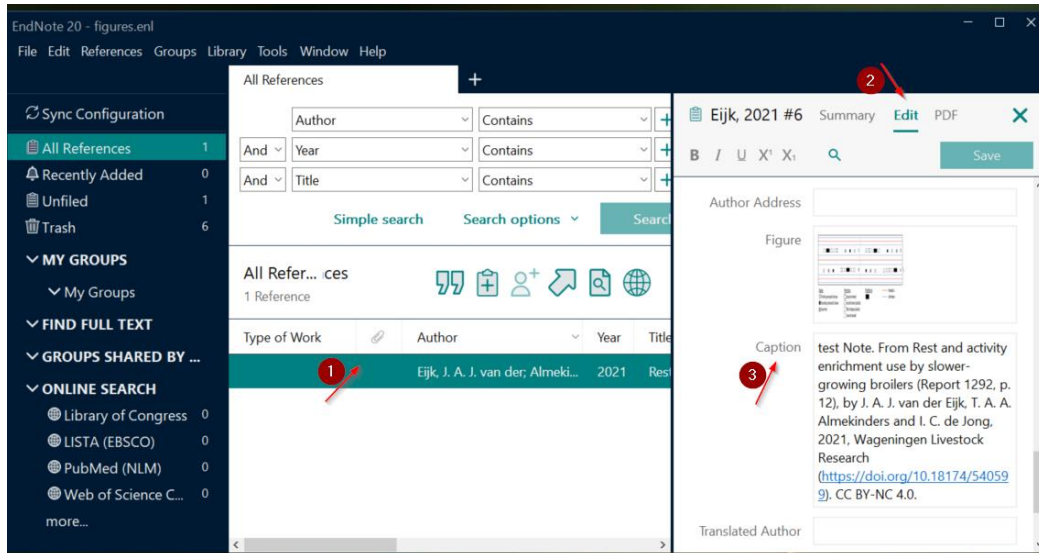 EndNote 20 - figures.enl
File Edit References Groups Library Tools Window Help
All References
+
Sync Configuration
All References 1
Recently Added 0
Unfiled 1
Trash 6
MY GROUPS
My Groups
FIND FULL TEXT
GROUPS SHARED BY ...
ONLINE SEARCH
Library of Congress 0
LISTA (EBSCO) 0
PubMed (NLM) 0
Web of Science C... 0
more...
Author Contains +
And Year Contains +
And Title Contains +
Simple search Search options Search
All Refer... ces
1 Reference
Type of Work Author Year Title
1
Eijk, J. A. J. van der; Almeki... 2021 Rest
2
Eijk, 2021 #6 Summary Edit PDF
B I U X¹ X₁ Save
Author Address
Figure
Caption
3
test Note. From Rest and activity
enrichment use by slower-
growing broilers (Report 1292, p.
12), by J. A. J. van der Eijk, T. A. A.
Almekinders and I. C. de Jong,
2021, Wageningen Livestock
Research
(https://doi.org/10.18174/54059
9). CC BY-NC 4.0.
Translated Author